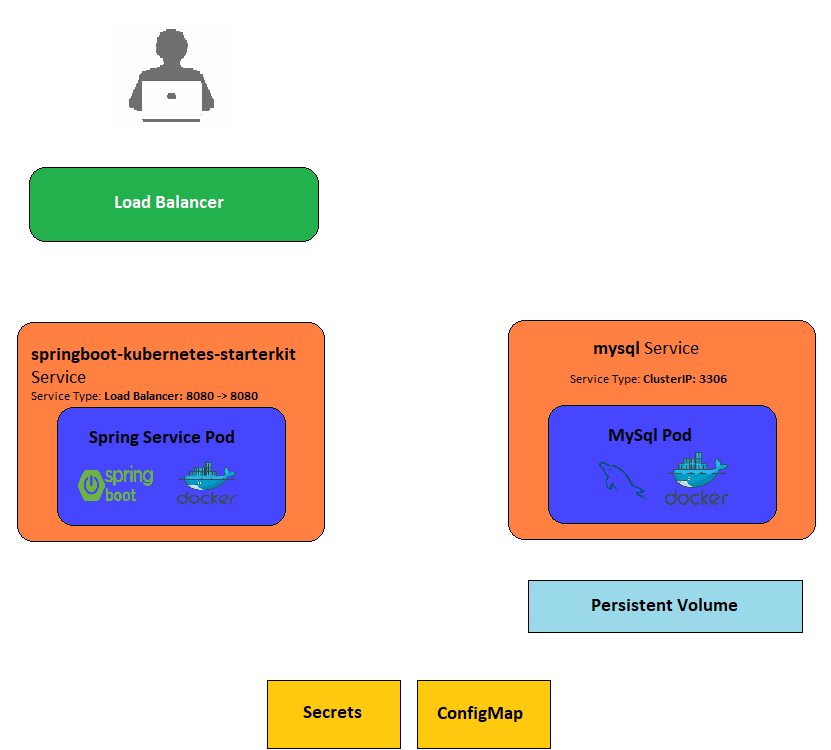 Load Balancer
springboot-kubernetes-starterkit
Service
Service Type: Load Balancer: 8080 -> 8080
Spring Service Pod
spring
boot
docker
mysql Service
Service Type: ClusterIP: 3306
MySql Pod
docker
Persistent Volume
Secrets
ConfigMap